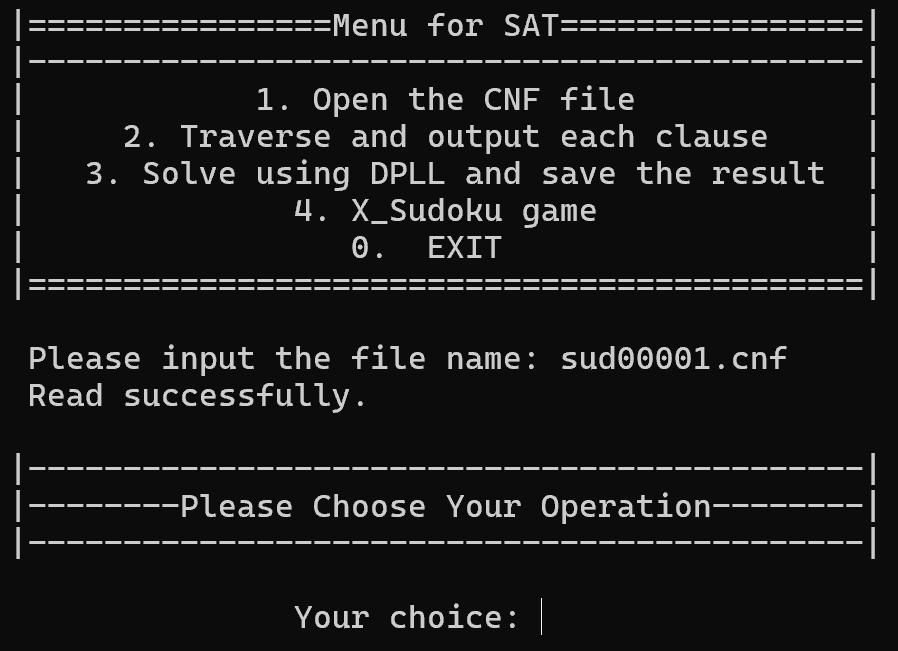 |================Menu for SAT================|
|--------------------------------------------|
| 1. Open the CNF file |
| 2. Traverse and output each clause |
| 3. Solve using DPLL and save the result |
| 4. X_Sudoku game |
| 0.  EXIT |
|============================================|
Please input the file name: sud00001.cnf
Read successfully.
|--------------------------------------------|
|--------Please Choose Your Operation--------|
|--------------------------------------------|
Your choice: